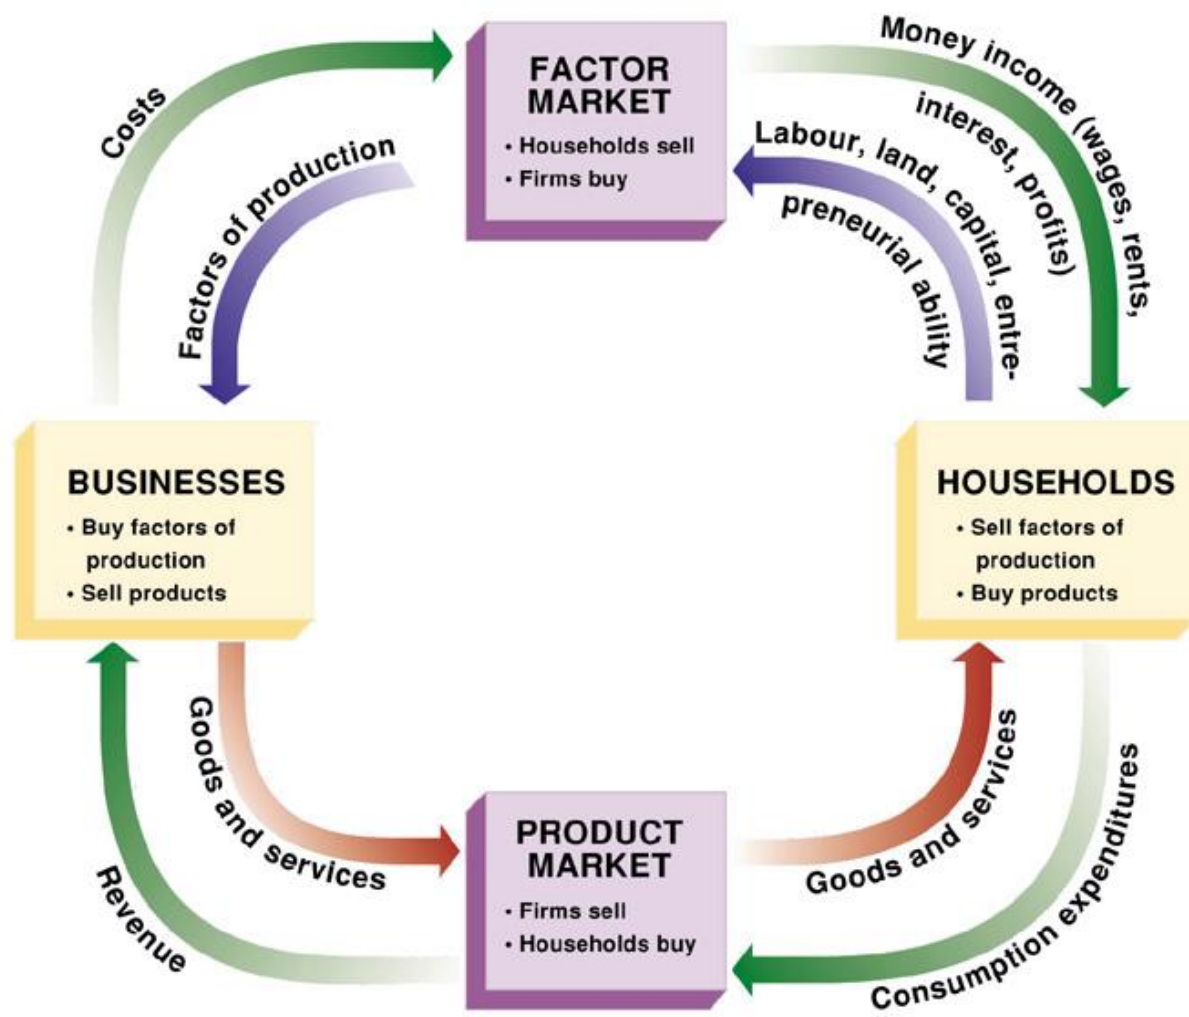 FACTOR
MARKET
• Households sell
• Firms buy
Costs
Factors of production
Money income (wages, rents,
interest, profits)
Labour, land, capital, entre-
preneurial ability
BUSINESSES
• Buy factors of
production
• Sell products
HOUSEHOLDS
• Sell factors of
production
• Buy products
Goods and services
Revenue
PRODUCT
MARKET
• Firms sell
• Households buy
Goods and services
Consumption expenditures